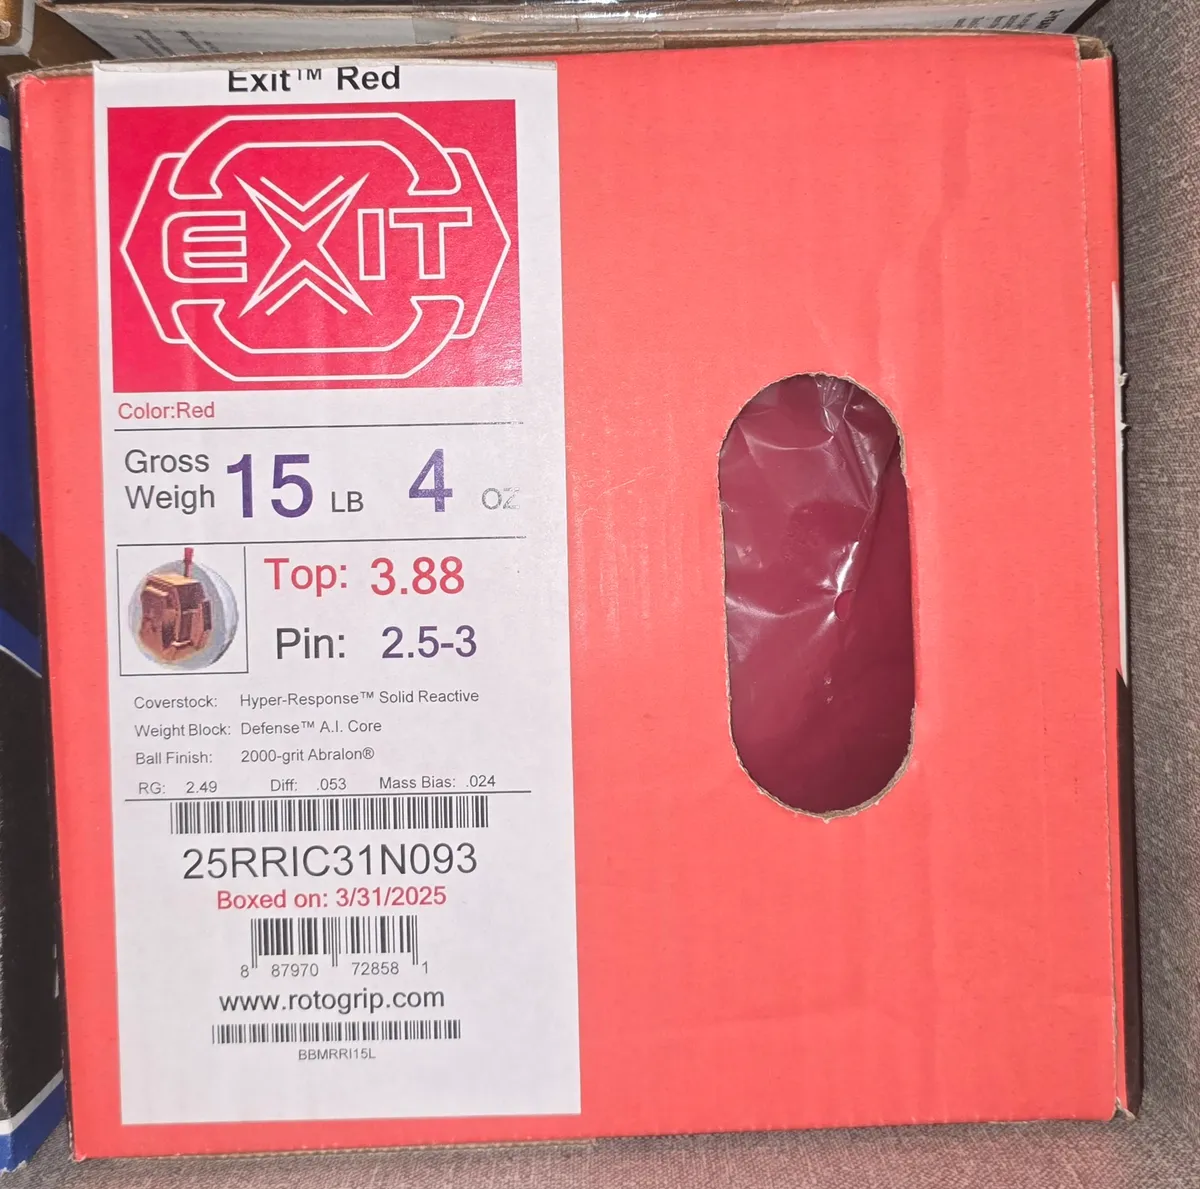 Exit™ Red
EXIT
Color:Red
Gross
Weigh 15 LB 4 OZ
Top: 3.88
Pin: 2.5-3
Coverstock: Hyper-Response™ Solid Reactive
Weight Block: Defense™ A.I. Core
Ball Finish: 2000-grit Abralon®
RG: 2.49 Diff: .053 Mass Bias: .024
25RRIC31N093
Boxed on: 3/31/2025
8 87970 72858 1
www.rotogrip.com
BBMRRI15L